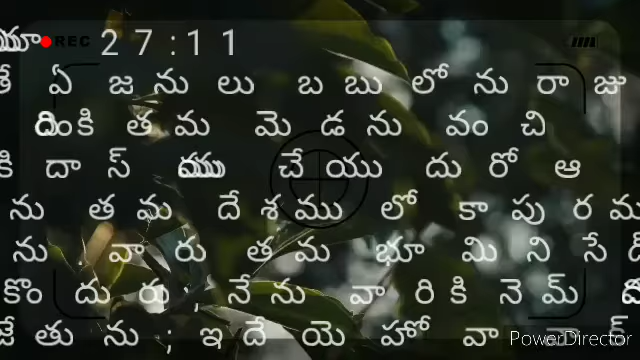 REC 27:11
ఏ జనులు బబులోను రాజు
కి తమ మెడను వంచి
కి దాస్యము చేయుదురో ఆ
ను తమ దేశములో కాపుర
ను వారు తమ భూమిని సే
కొందురు, నేను వారికి నెమ్
తును; ఇదే యెహోవా
PowerDirector